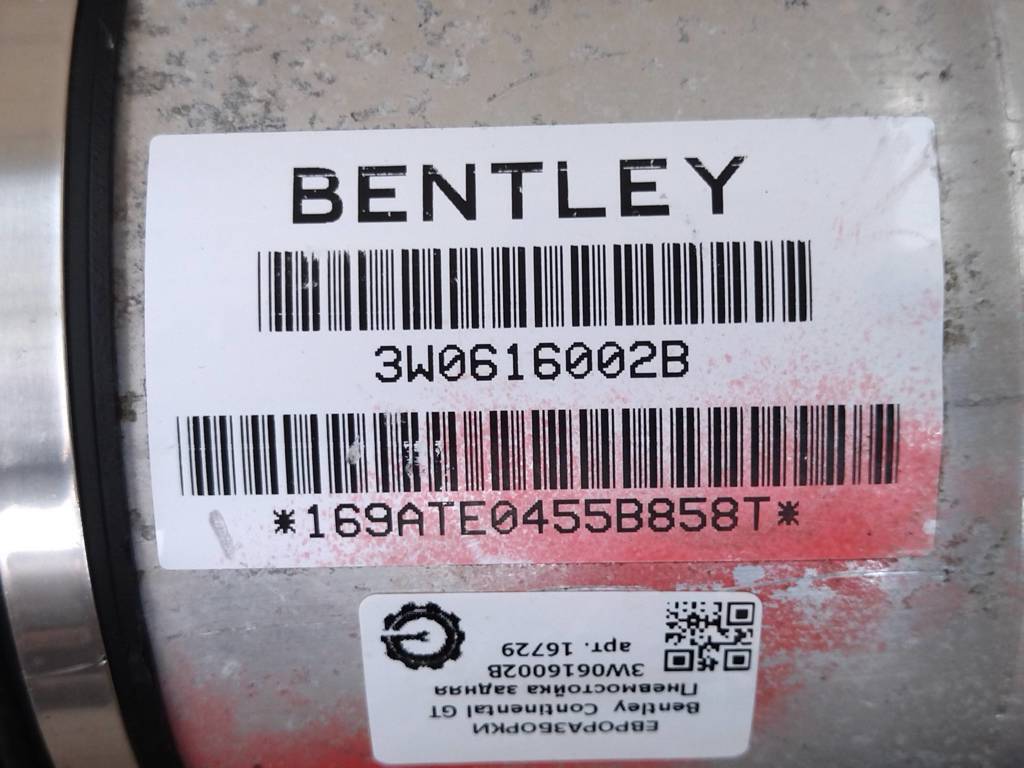 BENTLEY
3W0616002B
*169ATE0455B858T*
ЕВРОРАЗБОРКИ
Bentley Continental GT
Пневмостойка задняя
3W0616002B
арт. 16729